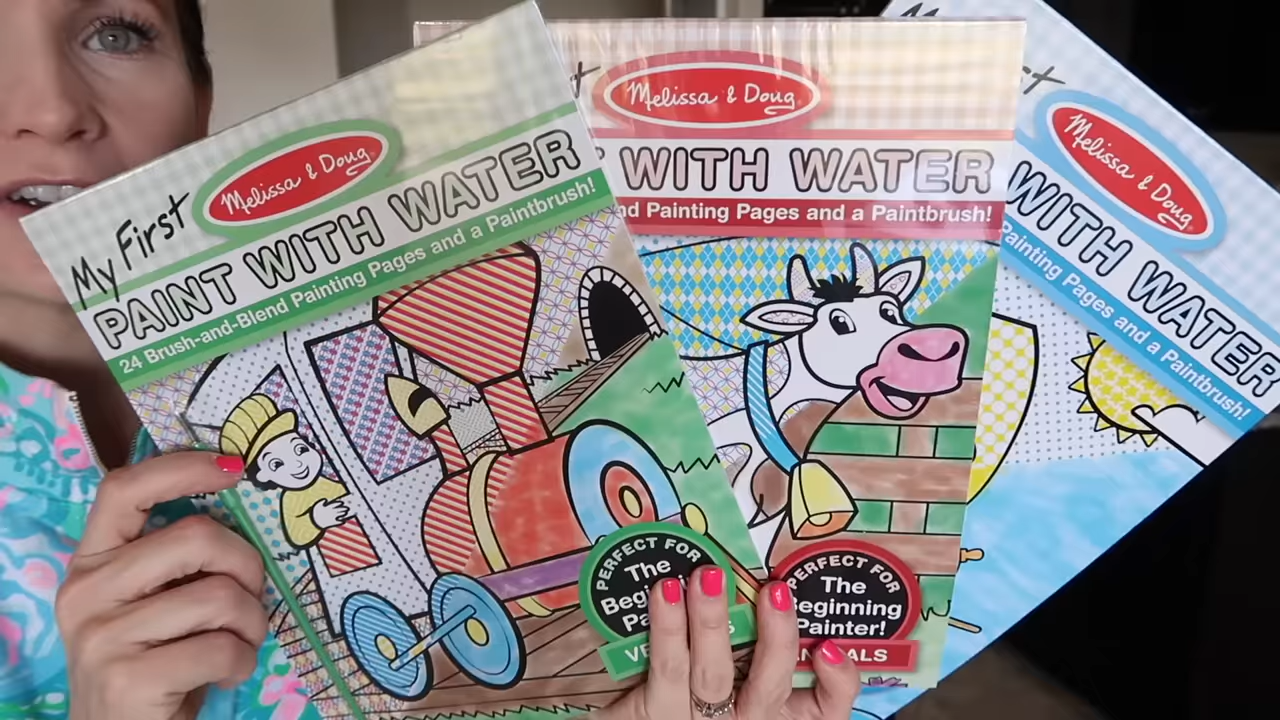 My First
Melissa & Doug
PAINT WITH WATER
24 Brush-and-Blend Painting Pages and a Paintbrush!
PERFECT FOR
The
Pa
Melissa & Doug
WITH WATER
nd Painting Pages and a Paintbrush!
PERFECT FOR
The
Beginning
Painter!
ALS
Melissa & Doug
WITH WATER
Painting Pages and a Paintbrush!